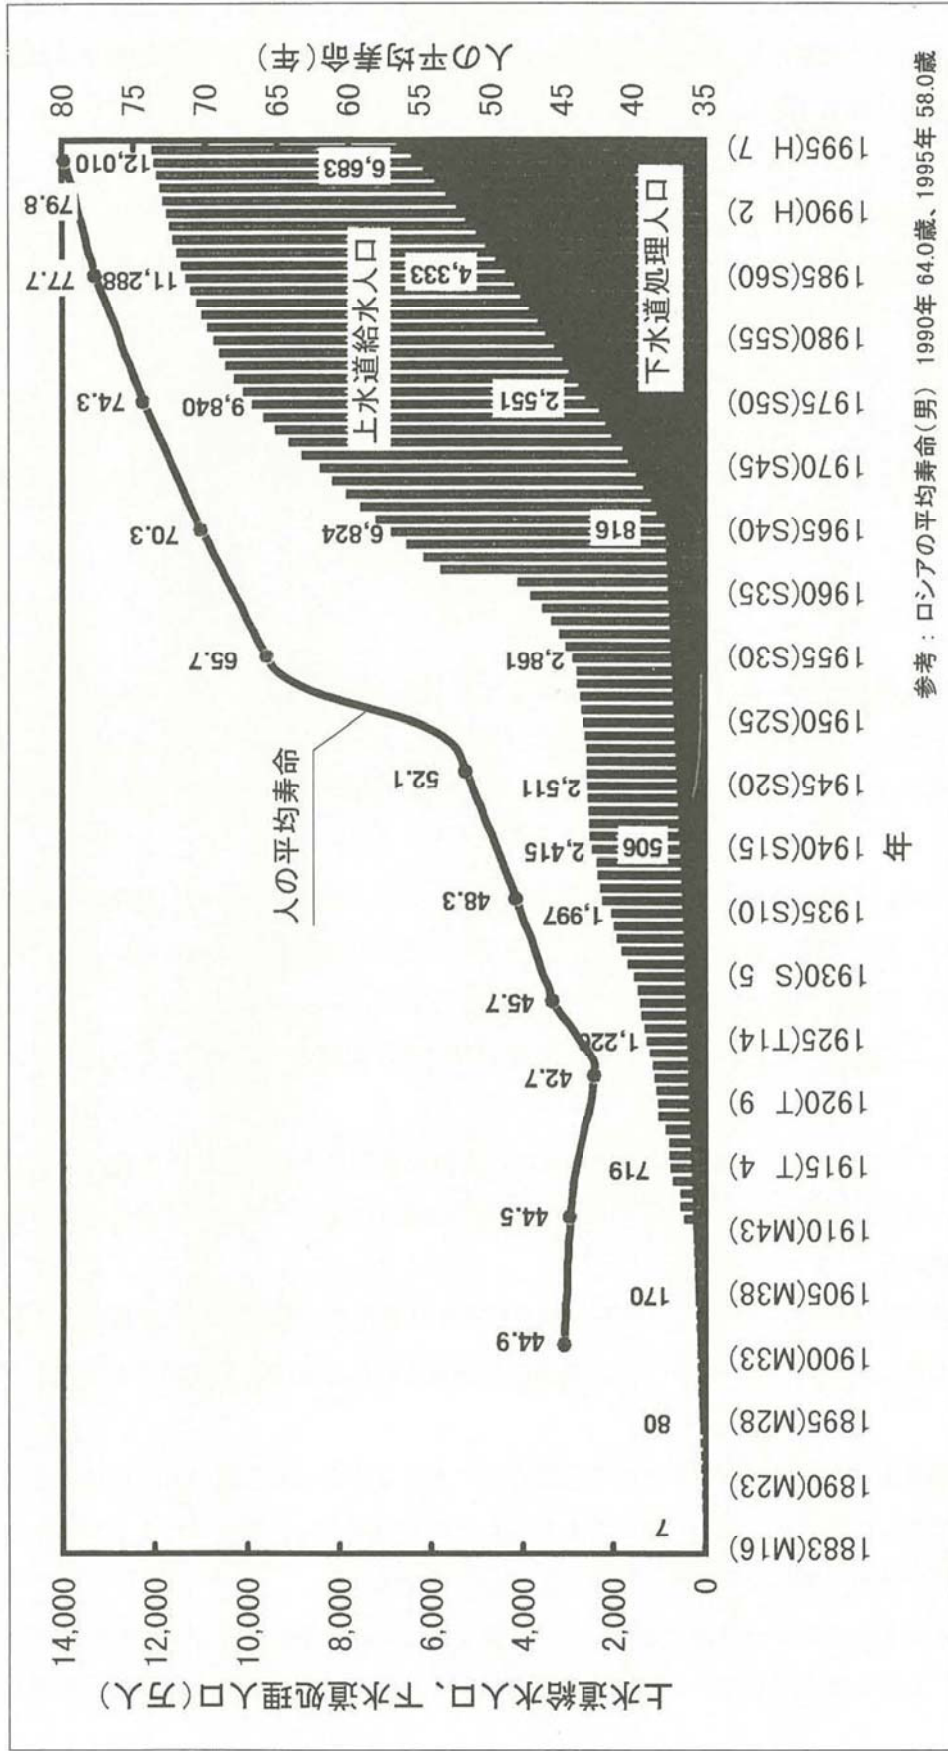 上水道給水人口、下水道処理人口(万人)
14,000
12,000
10,000
8,000
6,000
4,000
2,000
0
人の平均寿命(年)
80
75
70
65
60
55
50
45
40
35
44.9
44.5
42.7
45.7
48.3
52.1
65.7
70.3
74.3
77.7
79.8
人の平均寿命
7
80
170
719
1,220
1,997
2,415
2,511
2,861
6,824
9,840
11,288
12,010
上水道給水人口
506
816
2,551
4,333
6,683
下水道処理人口
1883(M16)
1890(M23)
1895(M28)
1900(M33)
1905(M38)
1910(M43)
1915(T 4)
1920(T 9)
1925(T14)
1930(S 5)
1935(S10)
1940(S15)
1945(S20)
1950(S25)
1955(S30)
1960(S35)
1965(S40)
1970(S45)
1975(S50)
1980(S55)
1985(S60)
1990(H 2)
1995(H 7)
年
参考：ロシアの平均寿命(男) 1990年 64.0歳、1995年 58.0歳